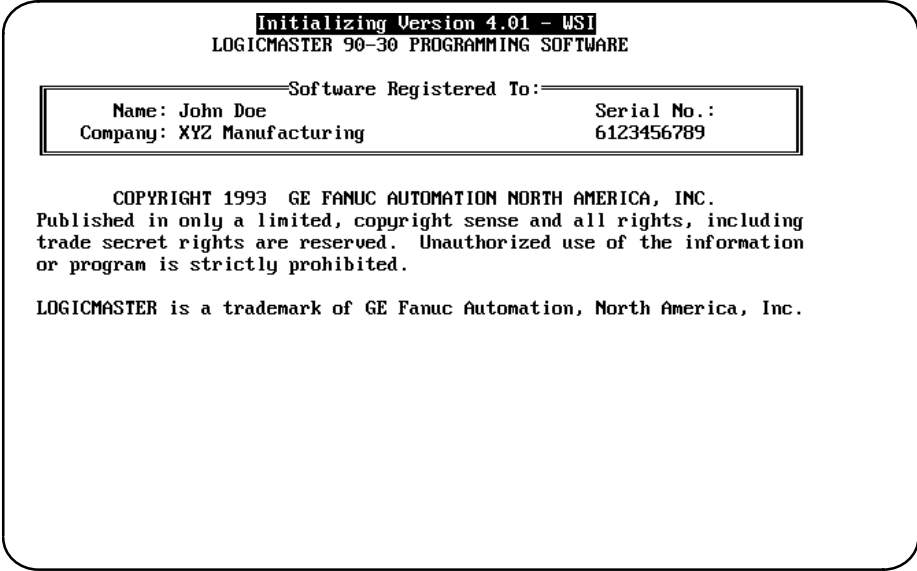 Initializing Version 4.01 - WSI
LOGICMASTER 90-30 PROGRAMMING SOFTWARE
Software Registered To:
Name: John Doe Serial No.:
Company: XYZ Manufacturing 6123456789
COPYRIGHT 1993 GE FANUC AUTOMATION NORTH AMERICA, INC.
Published in only a limited, copyright sense and all rights, including
trade secret rights are reserved. Unauthorized use of the information
or program is strictly prohibited.
LOGICMASTER is a trademark of GE Fanuc Automation, North America, Inc.